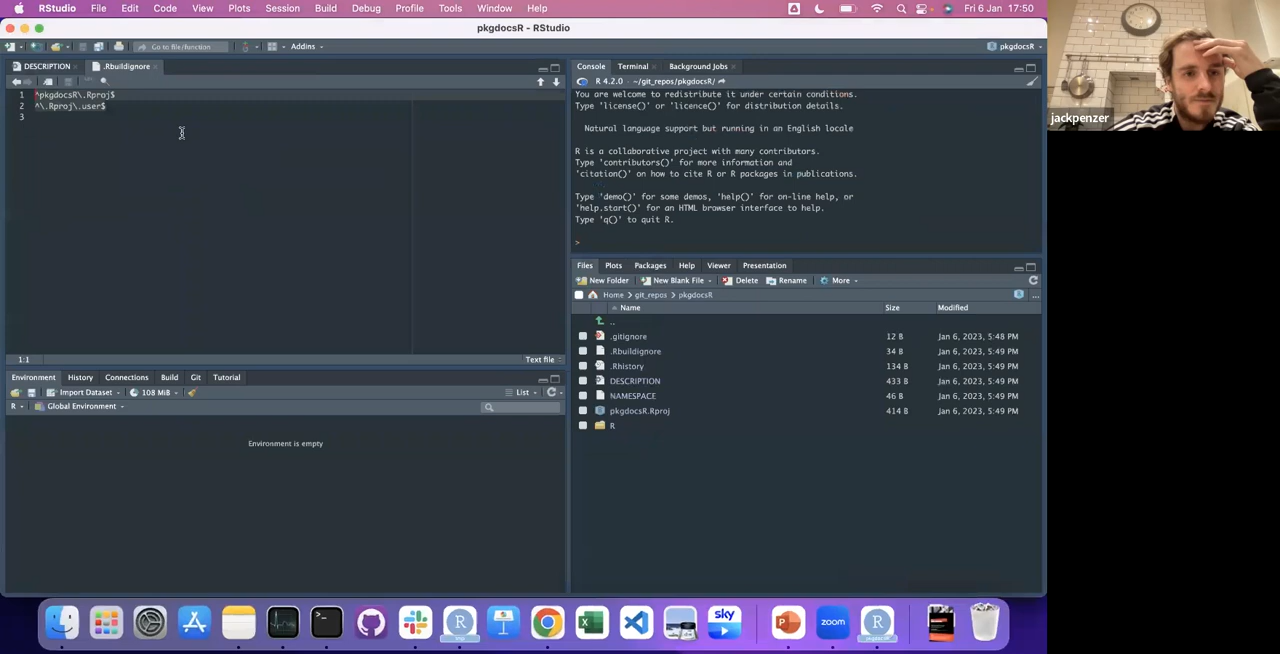 RStudio File Edit Code View Plots Session Build Debug Profile Tools Window Help
Fri 6 Jan 17:50
pkgdocsR - RStudio
Go to file/function
Addins
pkgdocsR
DESCRIPTION
.Rbuildignore
1 ^pkgdocsR\.Rproj$
2 ^\.Rproj\.user$
3
1:1
Text file
Console Terminal Background Jobs
R 4.2.0 · ~/git_repos/pkgdocsR/
You are welcome to redistribute it under certain conditions.
Type 'license()' or 'licence()' for distribution details.
Natural language support but running in an English locale
R is a collaborative project with many contributors.
Type 'contributors()' for more information and
'citation()' on how to cite R or R packages in publications.
Type 'demo()' for some demos, 'help()' for on-line help, or
'help.start()' for an HTML browser interface to help.
Type 'q()' to quit R.
>
Environment History Connections Build Git Tutorial
Import Dataset
108 MiB
List
R
Global Environment
Environment is empty
Files Plots Packages Help Viewer Presentation
New Folder New Blank File Delete Rename More
Home > git_repos > pkgdocsR
...
Name Size Modified
..
.gitignore 12 B Jan 6, 2023, 5:48 PM
.Rbuildignore 34 B Jan 6, 2023, 5:49 PM
.Rhistory 134 B Jan 6, 2023, 5:49 PM
DESCRIPTION 433 B Jan 6, 2023, 5:49 PM
NAMESPACE 46 B Jan 6, 2023, 5:49 PM
pkgdocsR.Rproj 414 B Jan 6, 2023, 5:49 PM
R
jackpenzer
sky
zoom